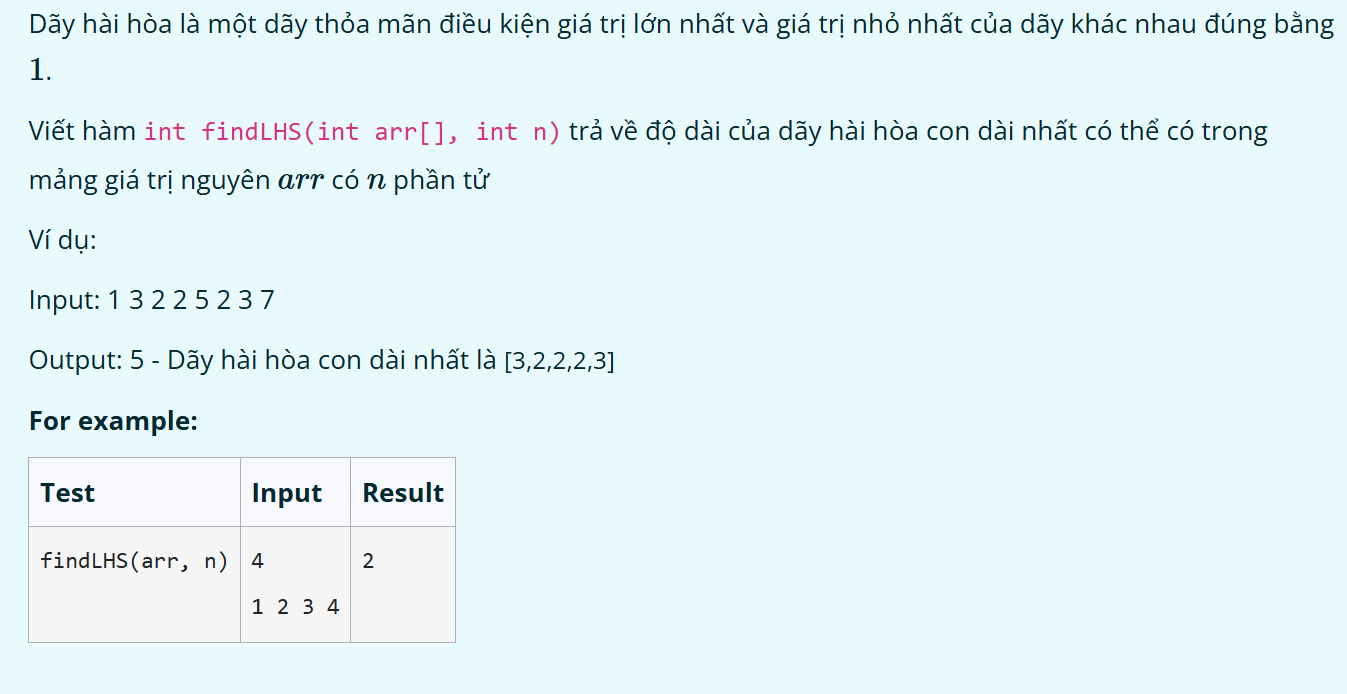 Dãy hài hòa là một dãy thỏa mãn điều kiện giá trị lớn nhất và giá trị nhỏ nhất của dãy khác nhau đúng bằng
1.
Viết hàm int findLHS(int arr[], int n) trả về độ dài của dãy hài hòa con dài nhất có thể có trong
mảng giá trị nguyên arr có n phần tử
Ví dụ:
Input: 1 3 2 2 5 2 3 7
Output: 5 - Dãy hài hòa con dài nhất là [3,2,2,2,3]
For example:
Test Input Result
findLHS(arr, n) 4 2
1 2 3 4